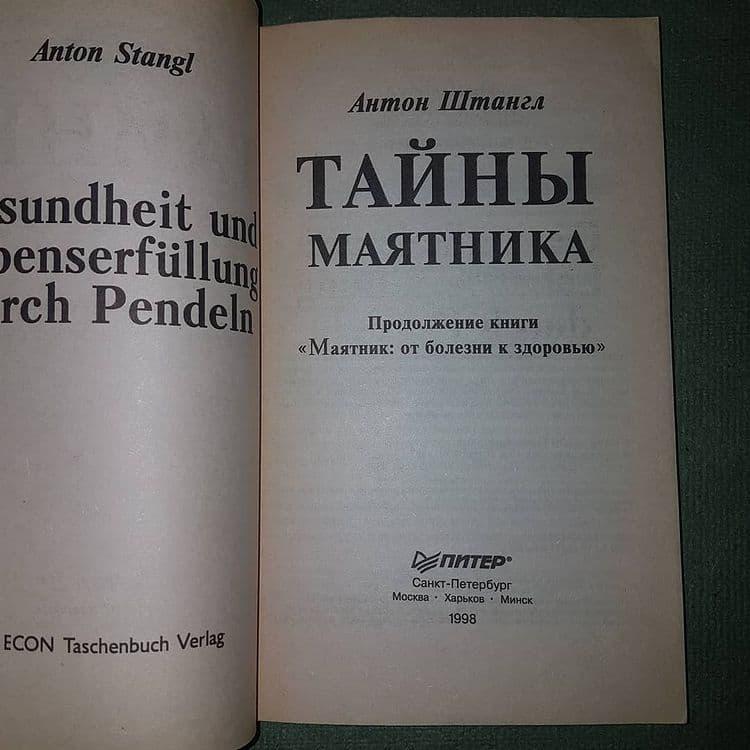 Anton Stangl
sundheit und
benserfüllung
rch Pendeln
ECON Taschenbuch Verlag
Антон Штангл
ТАЙНЫ
МАЯТНИКА
Продолжение книги
«Маятник: от болезни к здоровью»
ПИТЕР®
Санкт-Петербург
Москва • Харьков • Минск
1998